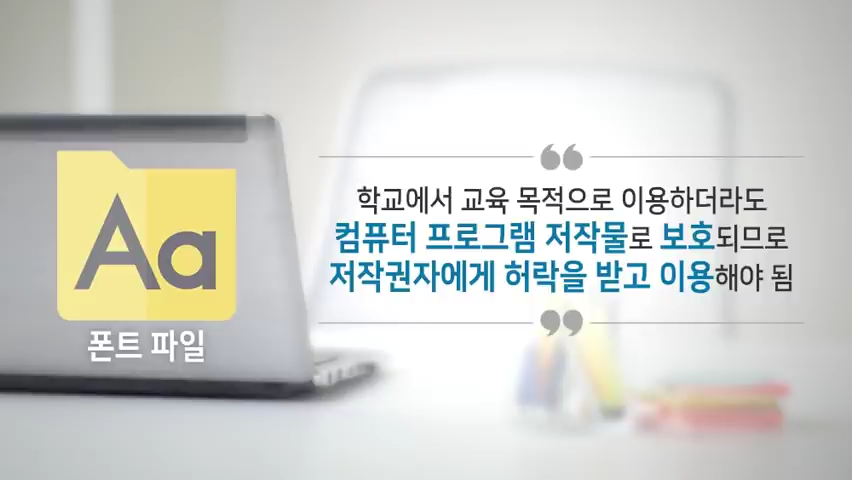 Aa
폰트 파일
❝
학교에서 교육 목적으로 이용하더라도
컴퓨터 프로그램 저작물로 보호되므로
저작권자에게 허락을 받고 이용해야 됨
❞